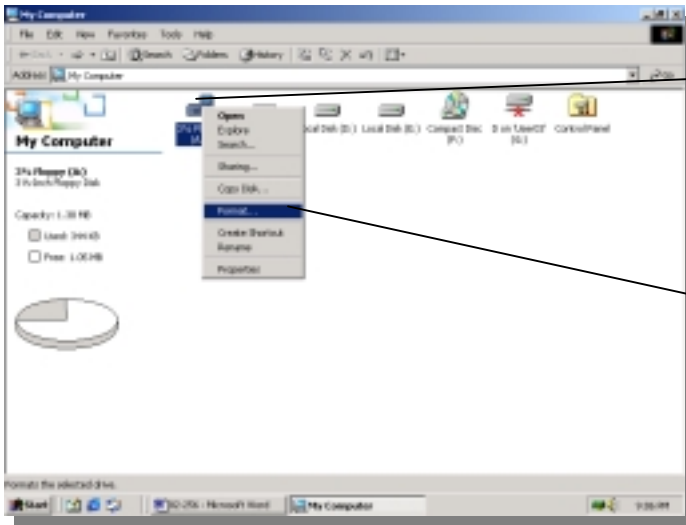 My Computer
File Edit View Favorites Tools Help
Back Search Folders History
Address My Computer Go
My Computer
3½ Floppy (A:)
3½-Inch Floppy Disk
Capacity: 1.38 MB
Used: 344 KB
Free: 1.05 MB
Open
Explore
Search...
Sharing...
Copy Disk...
Format...
Create Shortcut
Rename
Properties
Local Disk (D:)
Local Disk (E:)
Compact Disc (F:)
Control Panel
Formats the selected drive.
Start
Microsoft Word
My Computer